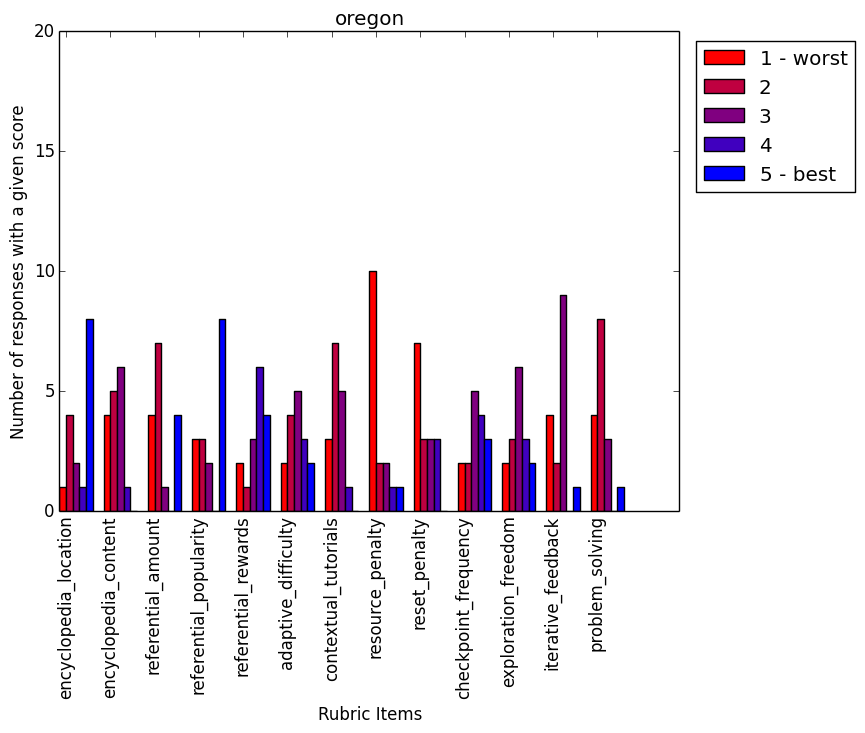 oregon
20
15
10
5
0
Number of responses with a given score
encyclopedia_location
encyclopedia_content
referential_amount
referential_popularity
referential_rewards
adaptive_difficulty
contextual_tutorials
resource_penalty
reset_penalty
checkpoint_frequency
exploration_freedom
iterative_feedback
problem_solving
Rubric Items
1 - worst
2
3
4
5 - best